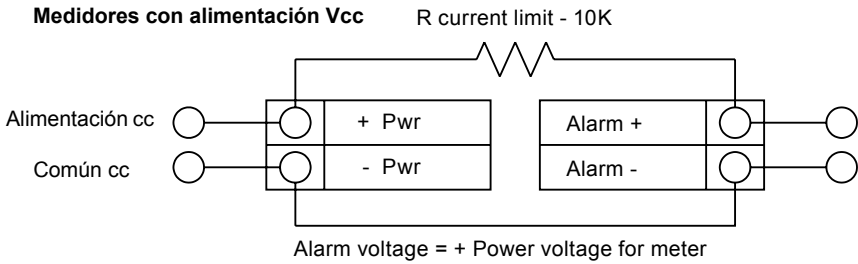 Medidores con alimentación Vcc
R current limit - 10K
Alimentación cc
+ Pwr
Alarm +
Común cc
- Pwr
Alarm -
Alarm voltage = + Power voltage for meter